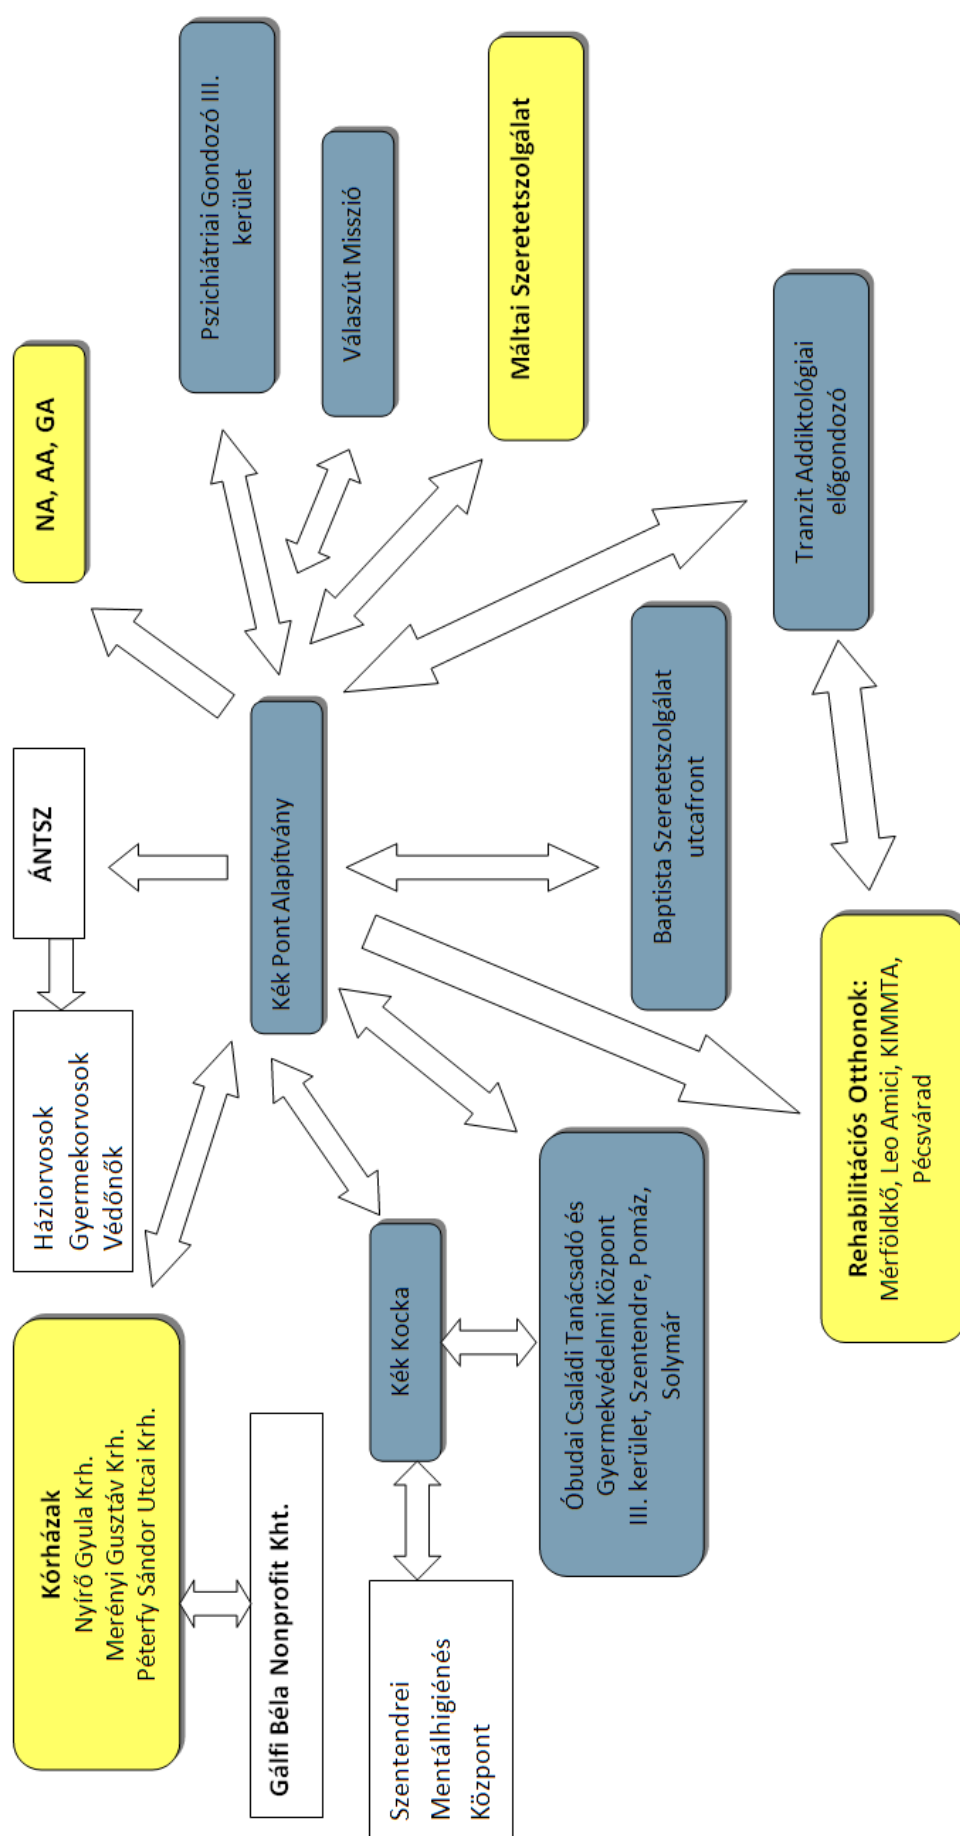 Kórházak
Nyírő Gyula Krh.
Merényi Gusztáv Krh.
Péterfy Sándor Utcai Krh.
Háziorvosok
Gyermekorvosok
Védőnők
ÁNTSZ
NA, AA, GA
Pszichiátriai Gondozó III.
kerület
Gálfi Béla Nonprofit Kht.
Kék Pont Alapítvány
Válaszút Misszió
Szentendrei
Mentálhigiénés
Központ
Kék Kocka
Máltai Szeretetszolgálat
Óbudai Családi Tanácsadó és
Gyermekvédelmi Központ
III. kerület, Szentendre, Pomáz,
Solymár
Baptista Szeretetszolgálat
utcafront
Tranzit Addiktológiai
előgondozó
Rehabilitációs Otthonok:
Mérföldkő, Leo Amici, KIMMTA,
Pécsvárad